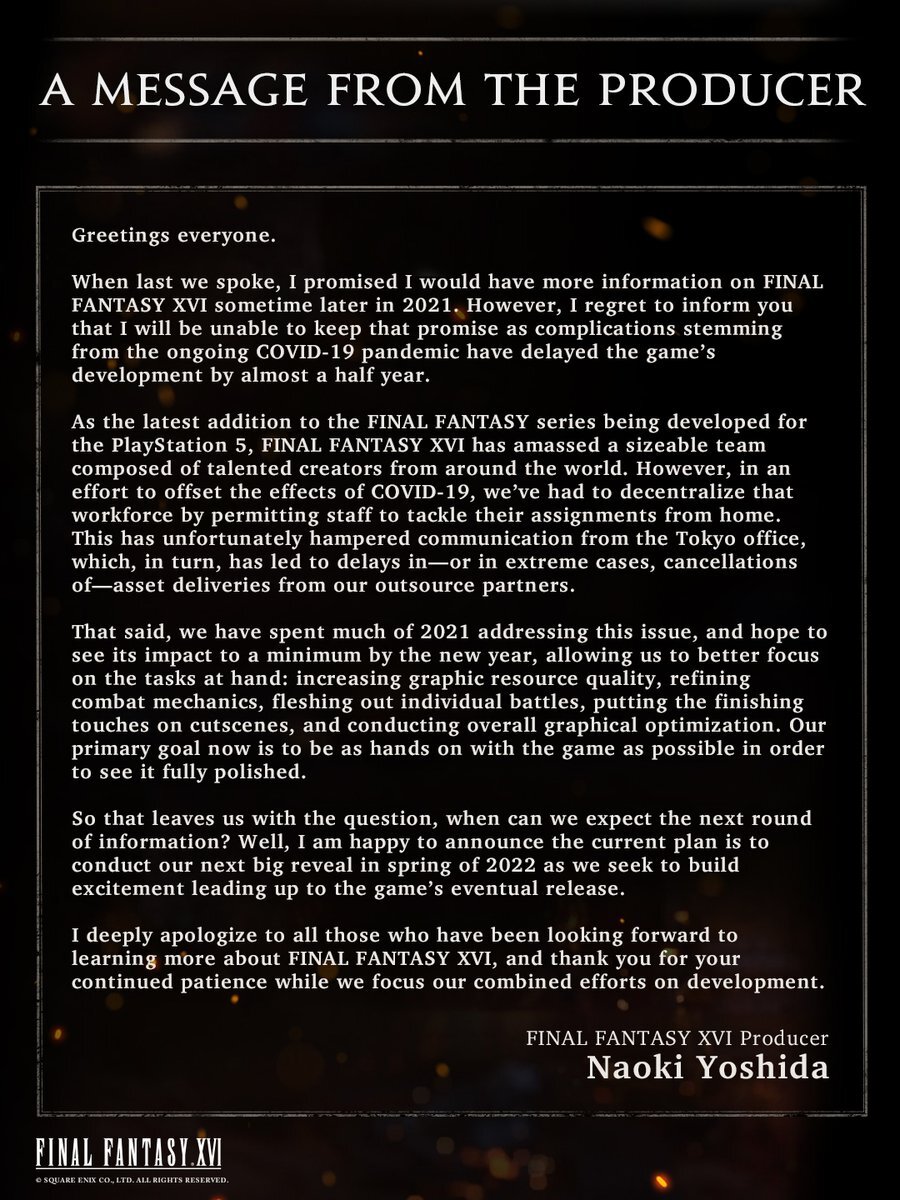 A MESSAGE FROM THE PRODUCER
Greetings everyone.
When last we spoke, I promised I would have more information on FINAL
FANTASY XVI sometime later in 2021. However, I regret to inform you
that I will be unable to keep that promise as complications stemming
from the ongoing COVID-19 pandemic have delayed the game’s
development by almost a half year.
As the latest addition to the FINAL FANTASY series being developed for
the PlayStation 5, FINAL FANTASY XVI has amassed a sizeable team
composed of talented creators from around the world. However, in an
effort to offset the effects of COVID-19, we’ve had to decentralize that
workforce by permitting staff to tackle their assignments from home.
This has unfortunately hampered communication from the Tokyo office,
which, in turn, has led to delays in—or in extreme cases, cancellations
of—asset deliveries from our outsource partners.
That said, we have spent much of 2021 addressing this issue, and hope to
see its impact to a minimum by the new year, allowing us to better focus
on the tasks at hand: increasing graphic resource quality, refining
combat mechanics, fleshing out individual battles, putting the finishing
touches on cutscenes, and conducting overall graphical optimization. Our
primary goal now is to be as hands on with the game as possible in order
to see it fully polished.
So that leaves us with the question, when can we expect the next round
of information? Well, I am happy to announce the current plan is to
conduct our next big reveal in spring of 2022 as we seek to build
excitement leading up to the game’s eventual release.
I deeply apologize to all those who have been looking forward to
learning more about FINAL FANTASY XVI, and thank you for your
continued patience while we focus our combined efforts on development.
FINAL FANTASY XVI Producer
Naoki Yoshida
FINAL FANTASY XVI
© SQUARE ENIX CO., LTD. ALL RIGHTS RESERVED.